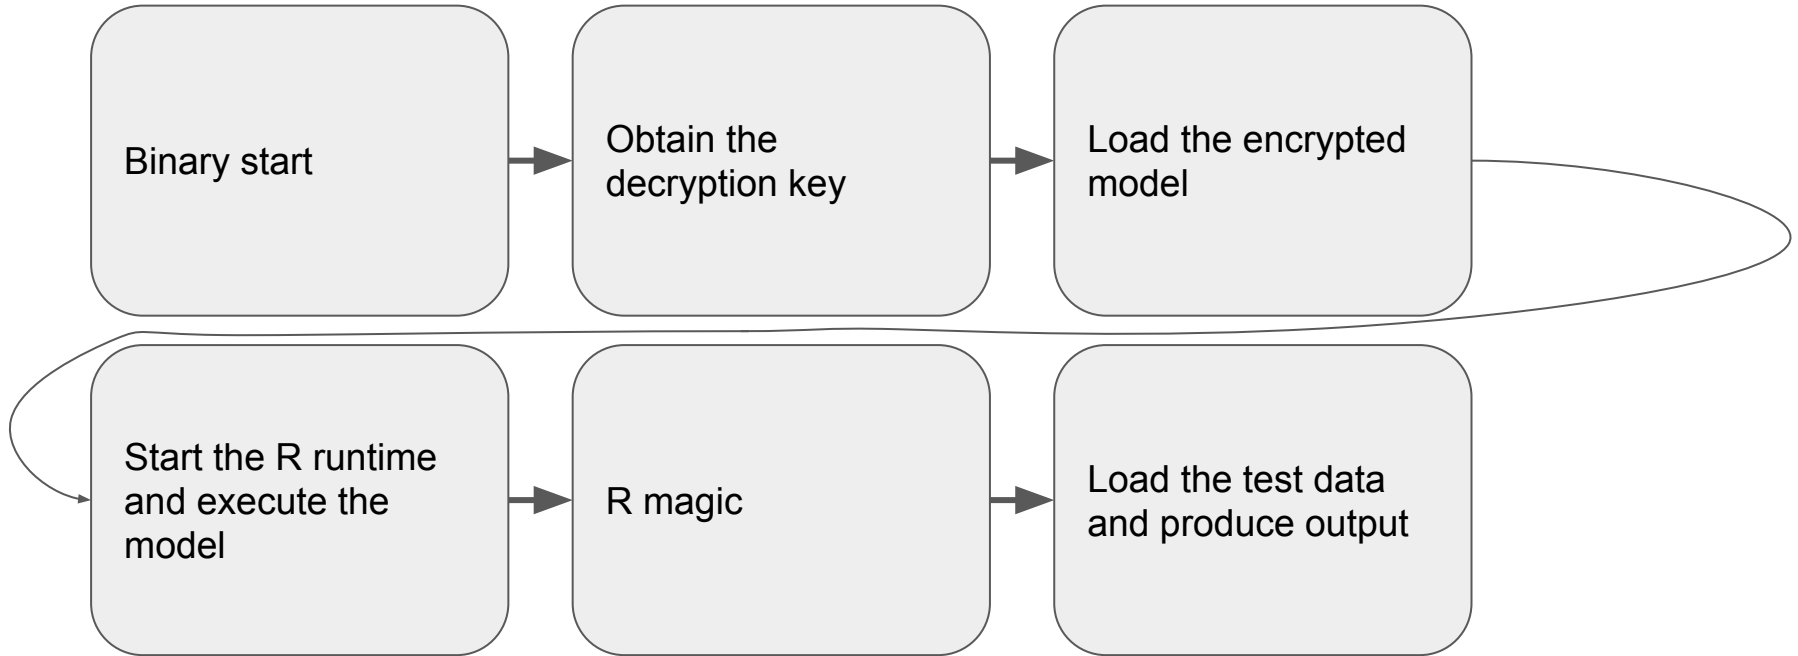 Binary start
Obtain the
decryption key
Load the encrypted
model
Start the R runtime
and execute the
model
R magic
Load the test data
and produce output